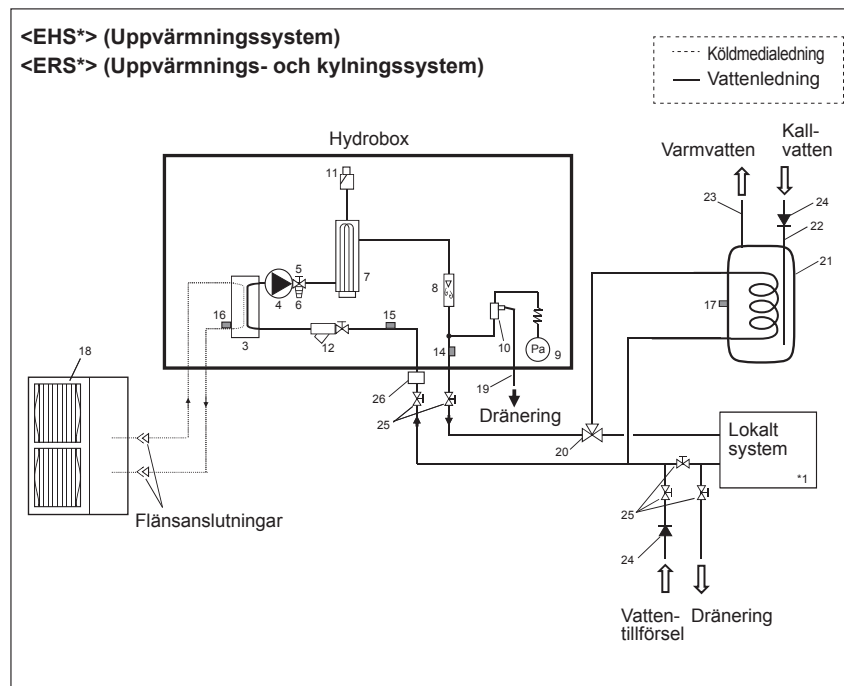 <EHS*> (Uppvärmningssystem)
<ERS*> (Uppvärmnings- och kylningssystem)
Köldmedialedning
Vattenledning
Hydrobox
Varmvatten
Kall-
vatten
11
23
24
22
5
7
8
21
16
4
6
15
17
3
12
14
10
Pa
9
18
26
19
25
Dränering
20
Lokalt
system
*1
Flänsanslutningar
25
24
Vatten-
tillförsel
Dränering